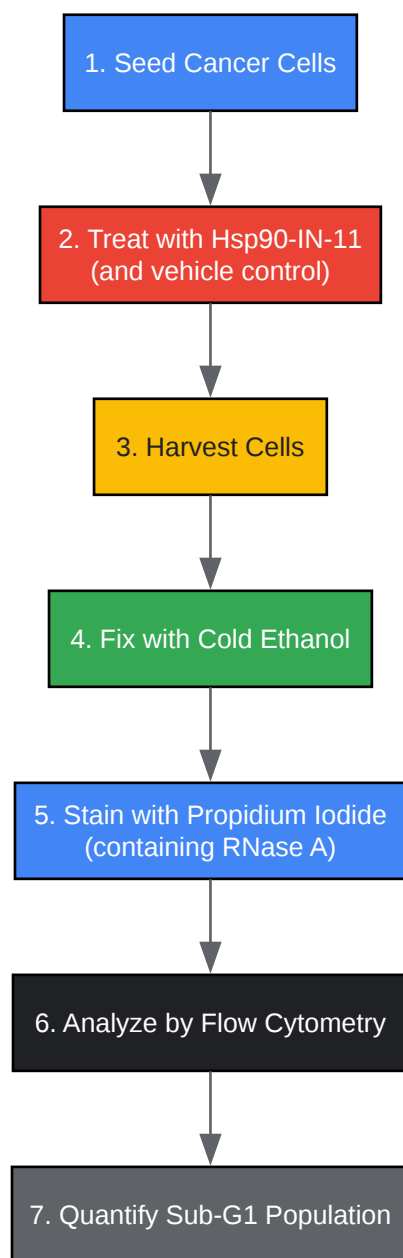 1. Seed Cancer Cells
2. Treat with Hsp90-IN-11
(and vehicle control)
3. Harvest Cells
4. Fix with Cold Ethanol
5. Stain with Propidium Iodide
(containing RNase A)
6. Analyze by Flow Cytometry
7. Quantify Sub-G1 Population